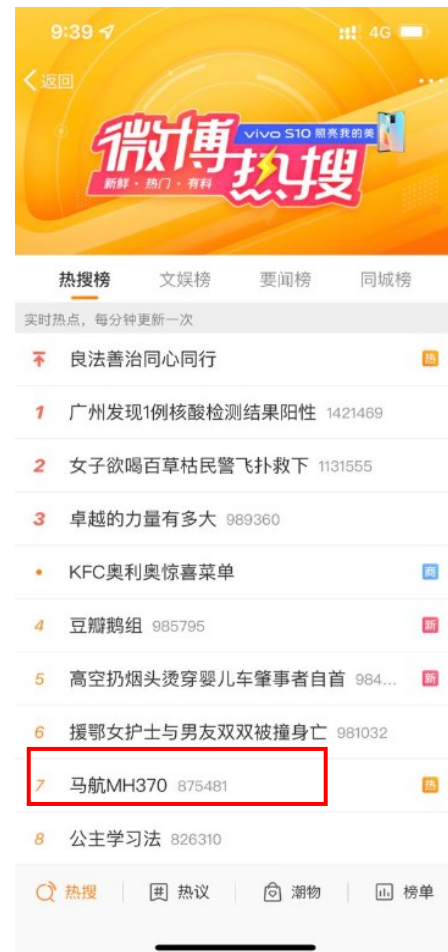 9:39
4G
返回
微博热搜
vivo S10 照亮我的美
新鲜·热门·有料
热搜榜 文娱榜 要闻榜 同城榜
实时热点，每分钟更新一次
良法善治同心同行 热
1 广州发现1例核酸检测结果阳性 1421469
2 女子欲喝百草枯民警飞扑救下 1131555
3 卓越的力量有多大 989360
KFC奥利奥惊喜菜单 商
4 豆瓣鹅组 985795 新
5 高空扔烟头烫穿婴儿车肇事者自首 984... 新
6 援鄂女护士与男友双双被撞身亡 981032
7 马航MH370 875481 热
8 公主学习法 826310
热搜 # 热议 潮物 榜单